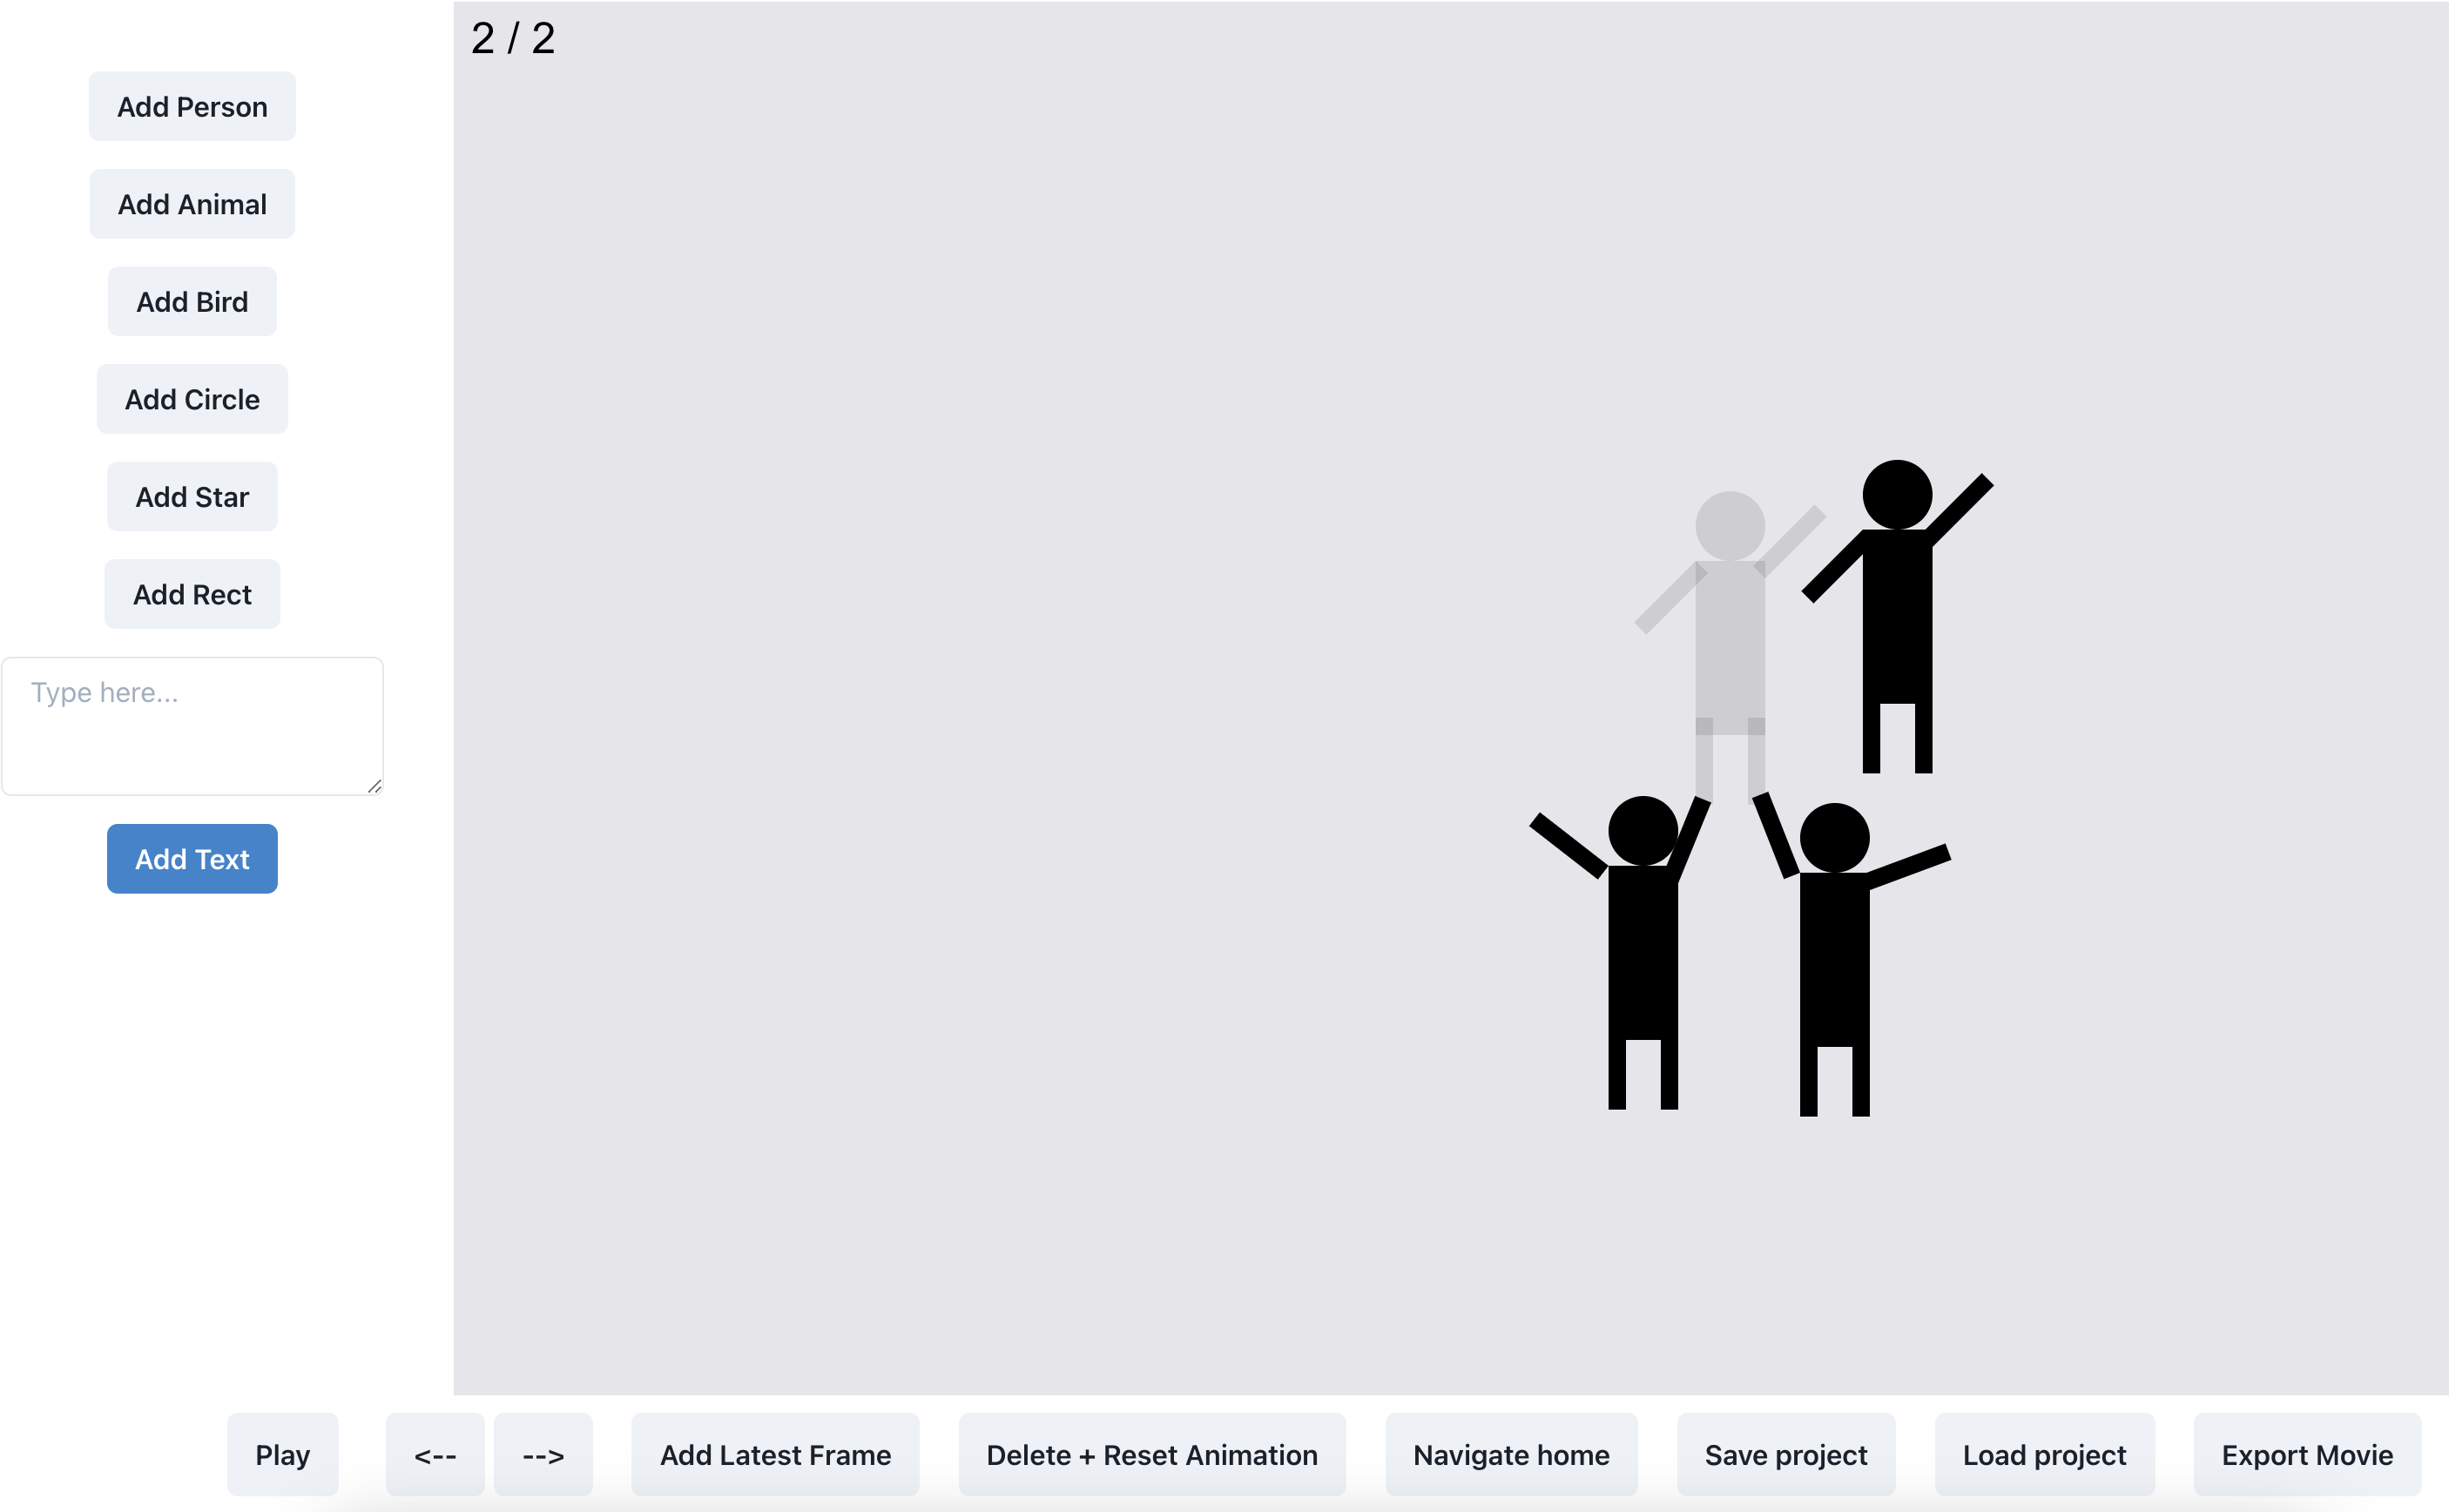 2 / 2
Add Person
Add Animal
Add Bird
Add Circle
Add Star
Add Rect
Type here...
Add Text
Play
<--
-->
Add Latest Frame
Delete + Reset Animation
Navigate home
Save project
Load project
Export Movie